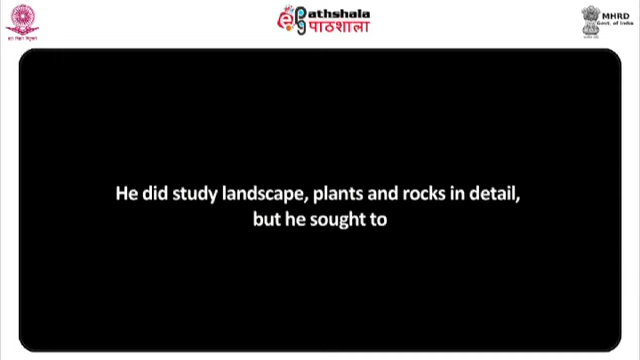 Pathshala
पाठशाला
MHRD
Govt. of India
He did study landscape, plants and rocks in detail,
but he sought to